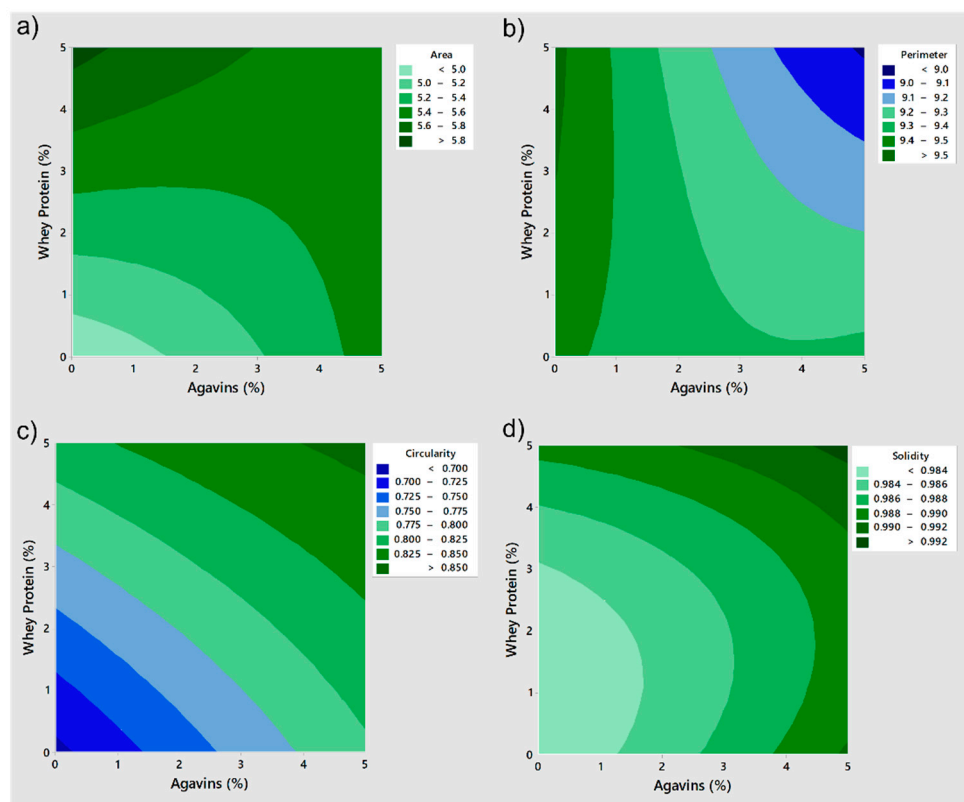 a)
5
4
3
2
1
0
Whey Protein (%)
0 1 2 3 4 5
Agavins (%)
Area
< 5.0
5.0 – 5.2
5.2 – 5.4
5.4 – 5.6
5.6 – 5.8
> 5.8
b)
5
4
3
2
1
0
Whey Protein (%)
0 1 2 3 4 5
Agavins (%)
Perimeter
< 9.0
9.0 – 9.1
9.1 – 9.2
9.2 – 9.3
9.3 – 9.4
9.4 – 9.5
> 9.5
c)
5
4
3
2
1
0
Whey Protein (%)
0 1 2 3 4 5
Agavins (%)
Circularity
< 0.700
0.700 – 0.725
0.725 – 0.750
0.750 – 0.775
0.775 – 0.800
0.800 – 0.825
0.825 – 0.850
> 0.850
d)
5
4
3
2
1
0
Whey Protein (%)
0 1 2 3 4 5
Agavins (%)
Solidity
< 0.984
0.984 – 0.986
0.986 – 0.988
0.988 – 0.990
0.990 – 0.992
> 0.992